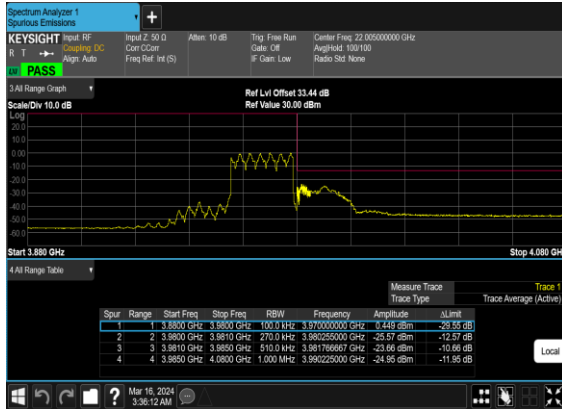 Spectrum Analyzer 1
Spurious Emissions
KEYSIGHT Input: RF Input Z: 50 Ω Atten: 10 dB Trig: Free Run Center Freq: 22.005000000 GHz
R T Coupling: DC Corr CCorr Gate: Off Avg|Hold: 100/100
Align: Auto Freq Ref: Int (S) IF Gain: Low Radio Std: None
PASS
3 All Range Graph
Ref Lvl Offset 33.44 dB
Scale/Div 10.0 dB Ref Value 30.00 dBm
Log
20.0
10.0
0.00
-10.0
-20.0
-30.0
-40.0
-50.0
-60.0
Start 3.880 GHz Stop 4.080 GH
4 All Range Table
Measure Trace Trace 1
Trace Type Trace Average (Active)
Spur Range Start Freq Stop Freq RBW Frequency Amplitude ΔLimit
1 1 3.8800 GHz 3.9800 GHz 100.0 kHz 3.970000000 GHz 0.449 dBm -29.55 dB
2 2 3.9800 GHz 3.9810 GHz 270.0 kHz 3.980255000 GHz -25.57 dBm -12.57 dB
3 3 3.9810 GHz 3.9850 GHz 510.0 kHz 3.981766667 GHz -23.66 dBm -10.66 dB
4 4 3.9850 GHz 4.0800 GHz 1.000 MHz 3.990225000 GHz -24.95 dBm -11.95 dB
Local
?
Mar 16, 2024
3:36:12 AM